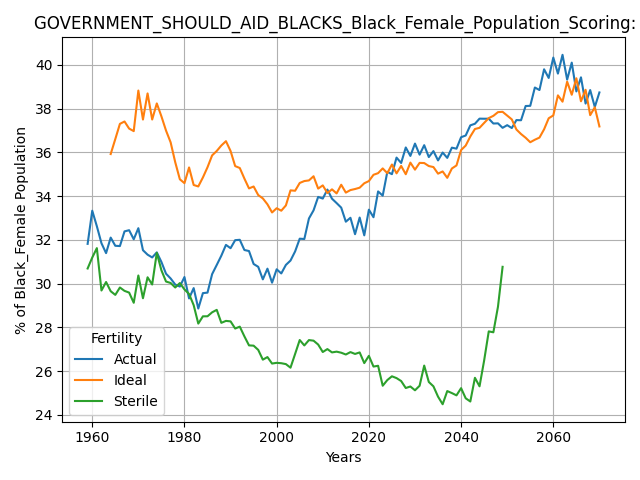 GOVERNMENT_SHOULD_AID_BLACKS_Black_Female_Population_Scoring:
% of Black_Female Population
40
38
36
34
32
30
28
26
24
Fertility
Actual
Ideal
Sterile
1960 1980 2000 2020 2040 2060
Years